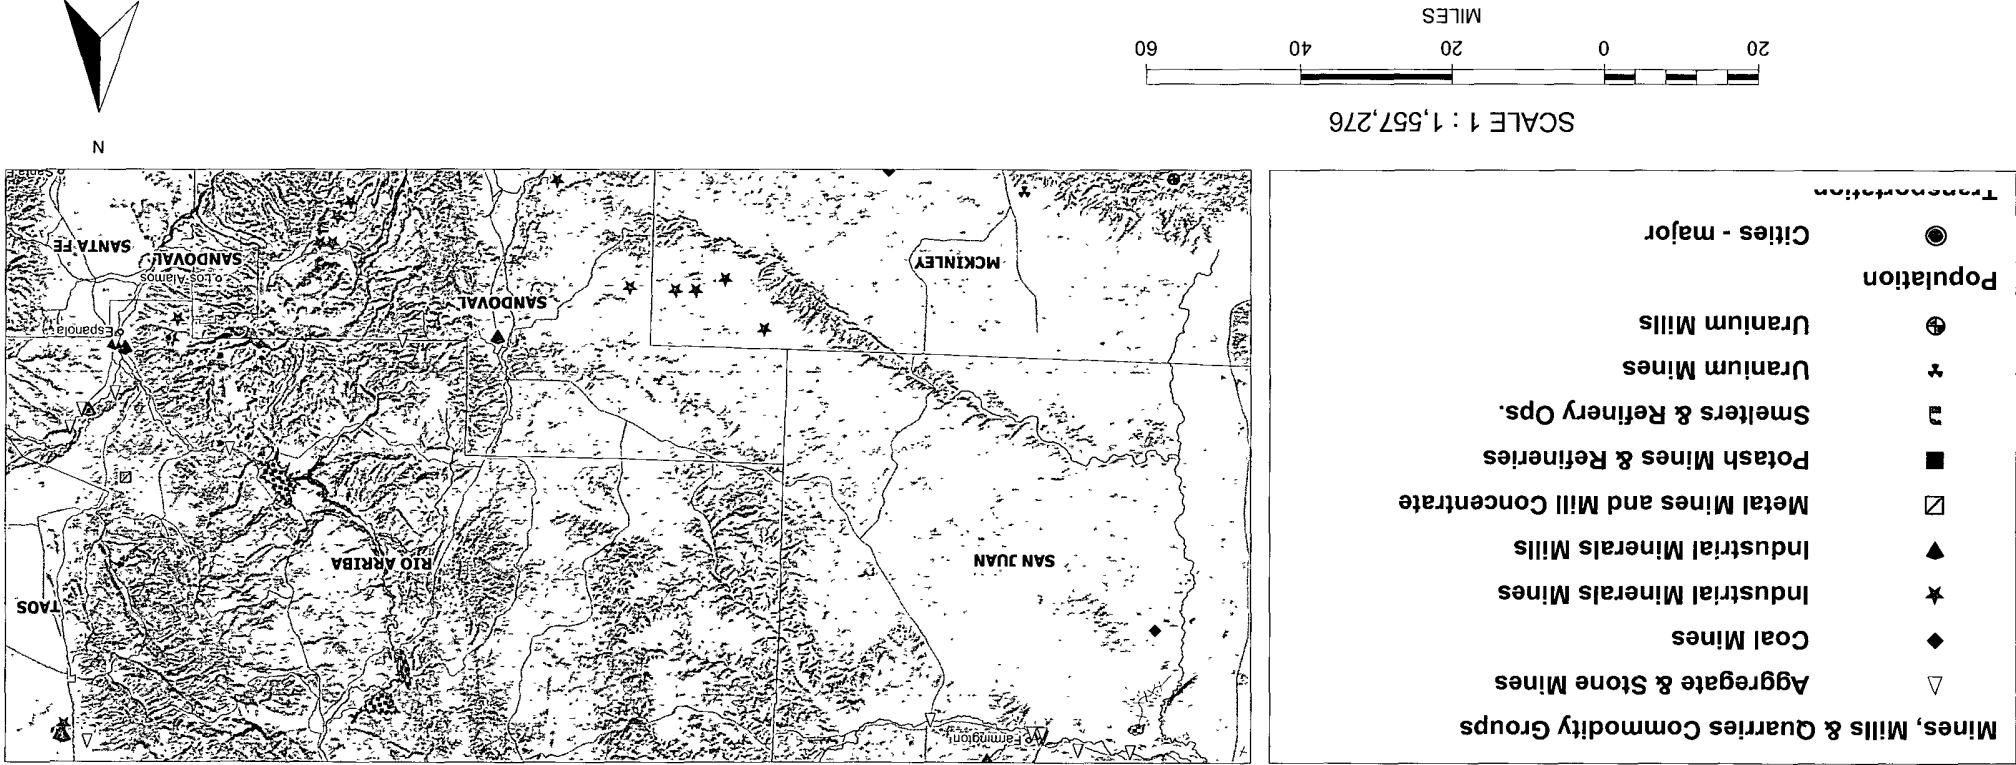 Mines, Mills & Quarries Commodity Groups
Aggregate & Stone Mines
Coal Mines
Industrial Minerals Mines
Industrial Minerals Mills
Metal Mines and Mill Concentrate
Potash Mines & Refineries
Smelters & Refinery Ops.
Uranium Mines
Uranium Mills
Population
Cities - major
Transportation
Farmington
SAN JUAN
RIO ARRIBA
TAOS
MCKINLEY
SANDOVAL
Espanola
Los Alamos
SANDOVAL
SANTA FE
N
SCALE 1 : 1,557,276
20 0 20 40 60
MILES